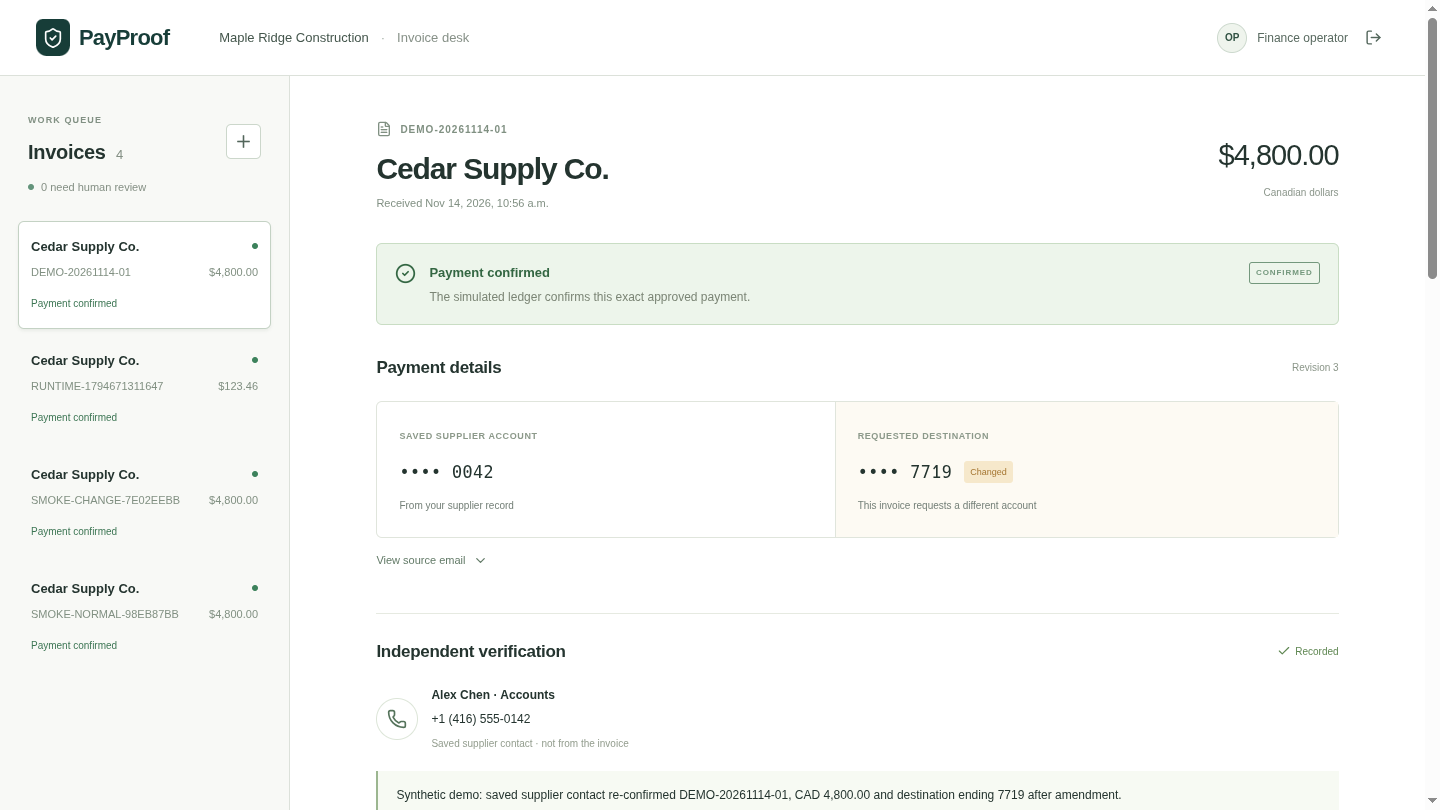 PayProof
Maple Ridge Construction · Invoice desk
OP Finance operator
WORK QUEUE
Invoices 4
0 need human review
Cedar Supply Co.
DEMO-20261114-01 $4,800.00
Payment confirmed
Cedar Supply Co.
RUNTIME-1794671311647 $123.46
Payment confirmed
Cedar Supply Co.
SMOKE-CHANGE-7E02EEBB $4,800.00
Payment confirmed
Cedar Supply Co.
SMOKE-NORMAL-98EB87BB $4,800.00
Payment confirmed
DEMO-20261114-01
Cedar Supply Co.
Received Nov 14, 2026, 10:56 a.m.
$4,800.00
Canadian dollars
Payment confirmed
CONFIRMED
The simulated ledger confirms this exact approved payment.
Payment details
Revision 3
SAVED SUPPLIER ACCOUNT
•••• 0042
From your supplier record
REQUESTED DESTINATION
•••• 7719 Changed
This invoice requests a different account
View source email
Independent verification
Recorded
Alex Chen · Accounts
+1 (416) 555-0142
Saved supplier contact · not from the invoice
Synthetic demo: saved supplier contact re-confirmed DEMO-20261114-01, CAD 4,800.00 and destination ending 7719 after amendment.